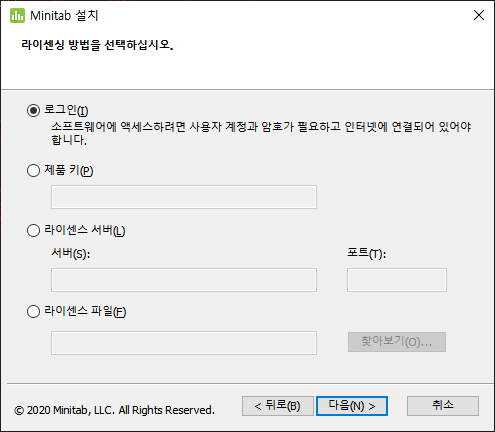 Minitab 설치
라이센싱 방법을 선택하십시오.
로그인(I)
소프트웨어에 액세스하려면 사용자 계정과 암호가 필요하고 인터넷에 연결되어 있어야
합니다.
제품 키(P)
라이센스 서버(L)
서버(S): 포트(T):
라이센스 파일(F)
찾아보기(O)...
© 2020 Minitab, LLC. All Rights Reserved. < 뒤로(B) 다음(N) > 취소